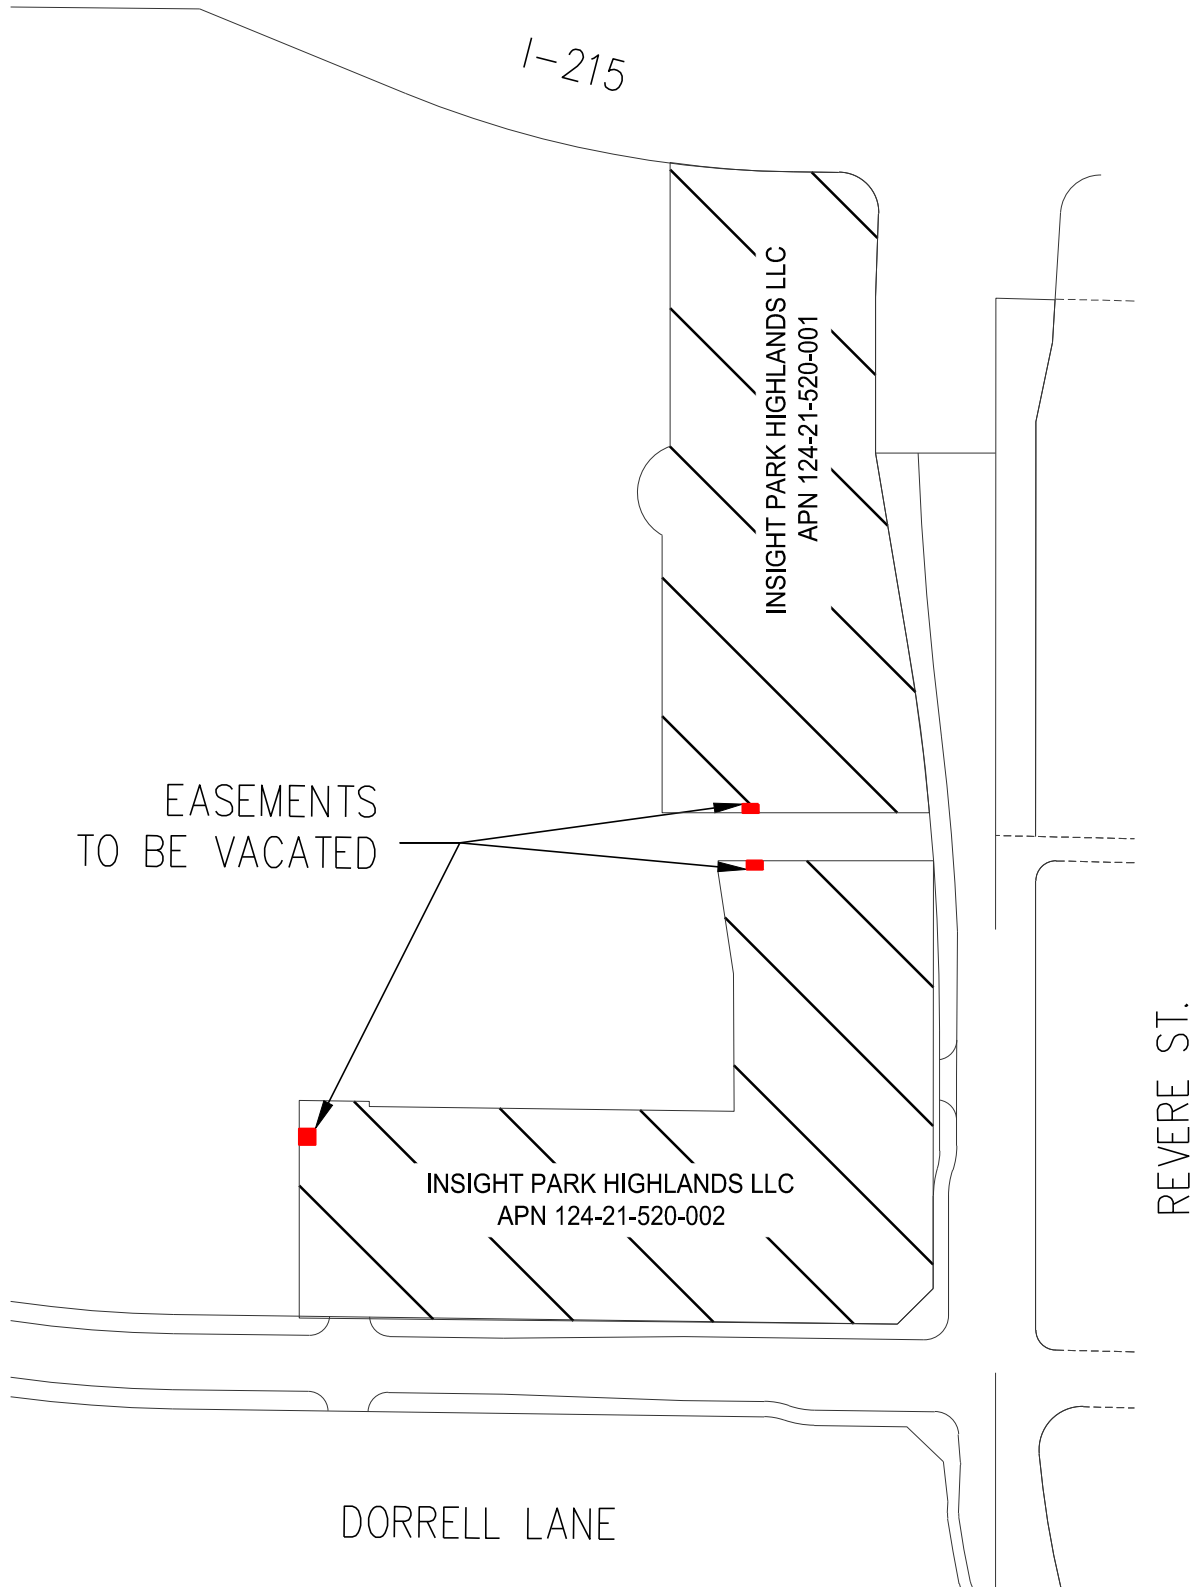 I-215
INSIGHT PARK HIGHLANDS LLC
APN 124-21-520-001
EASEMENTS
TO BE VACATED
REVERE ST.
INSIGHT PARK HIGHLANDS LLC
APN 124-21-520-002
DORRELL LANE